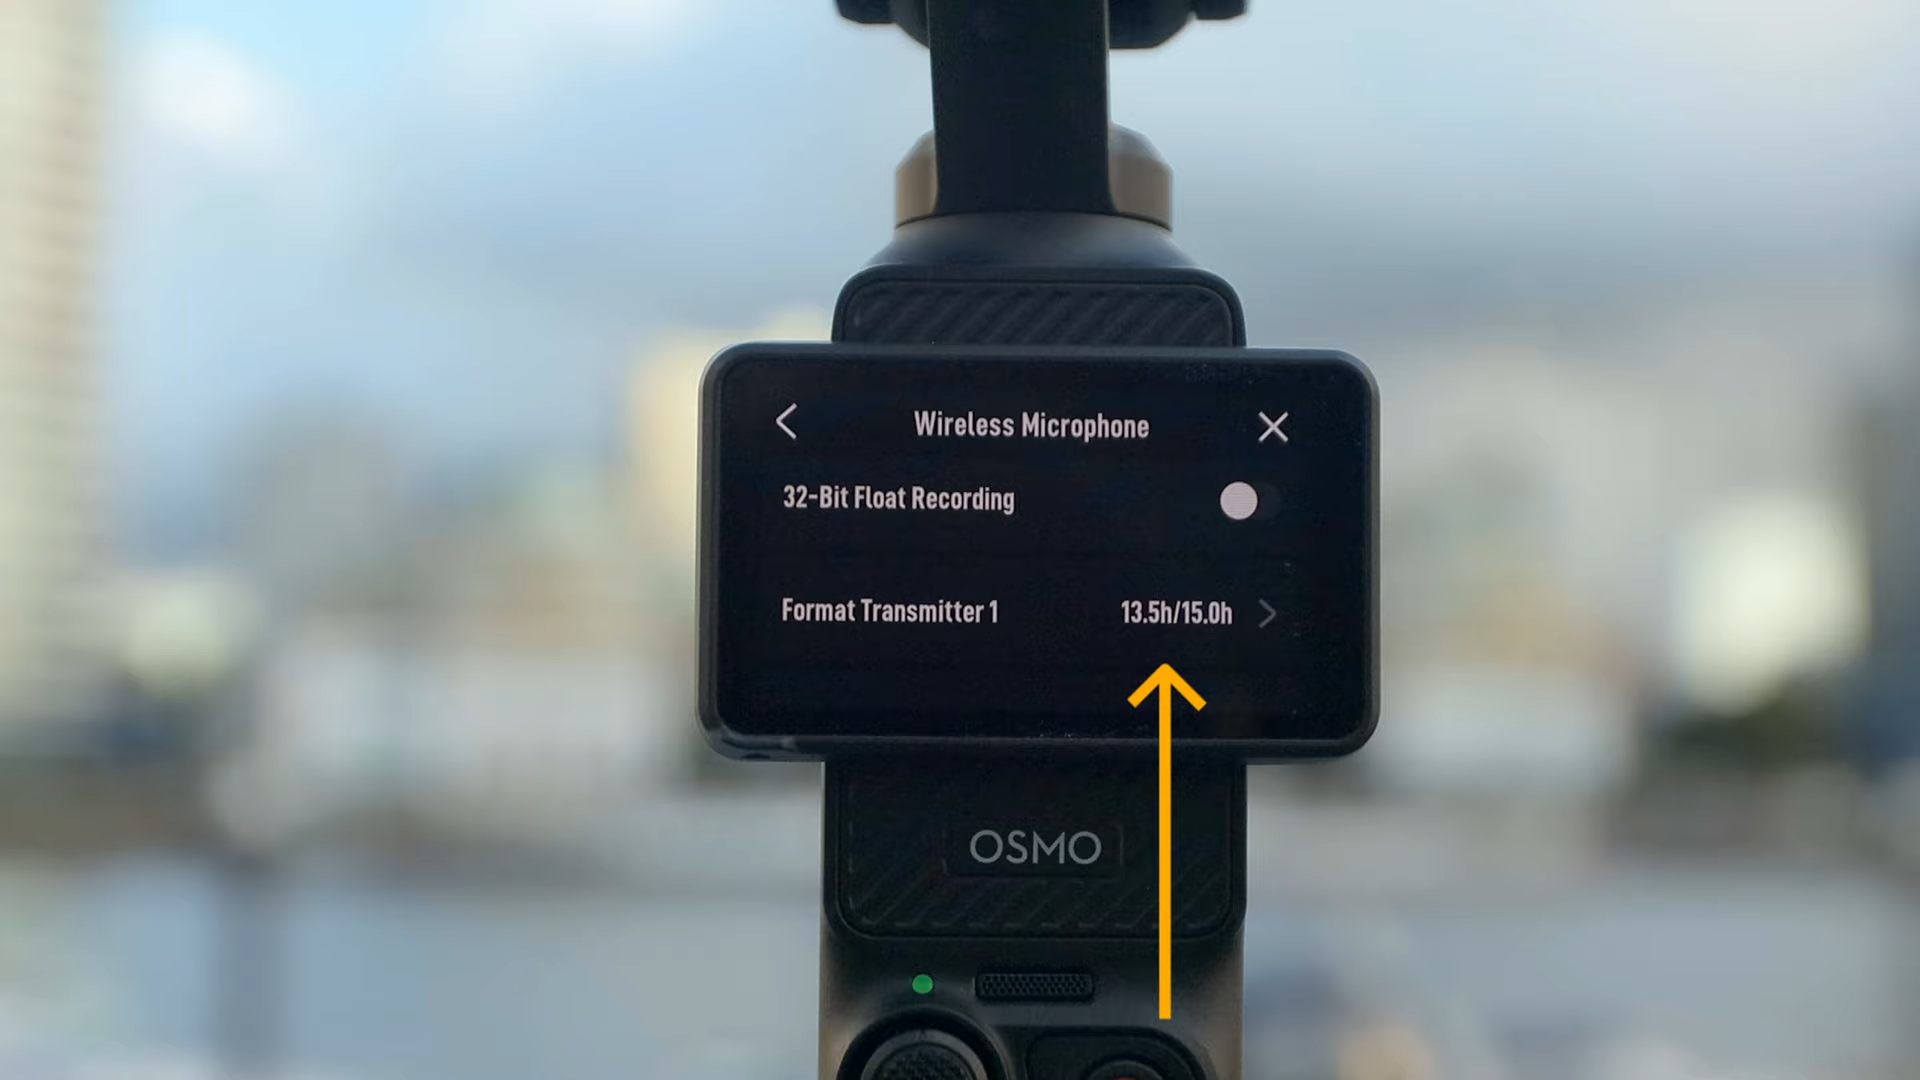 Wireless Microphone
32-Bit Float Recording
Format Transmitter 1 13.5h/15.0h
OSMO